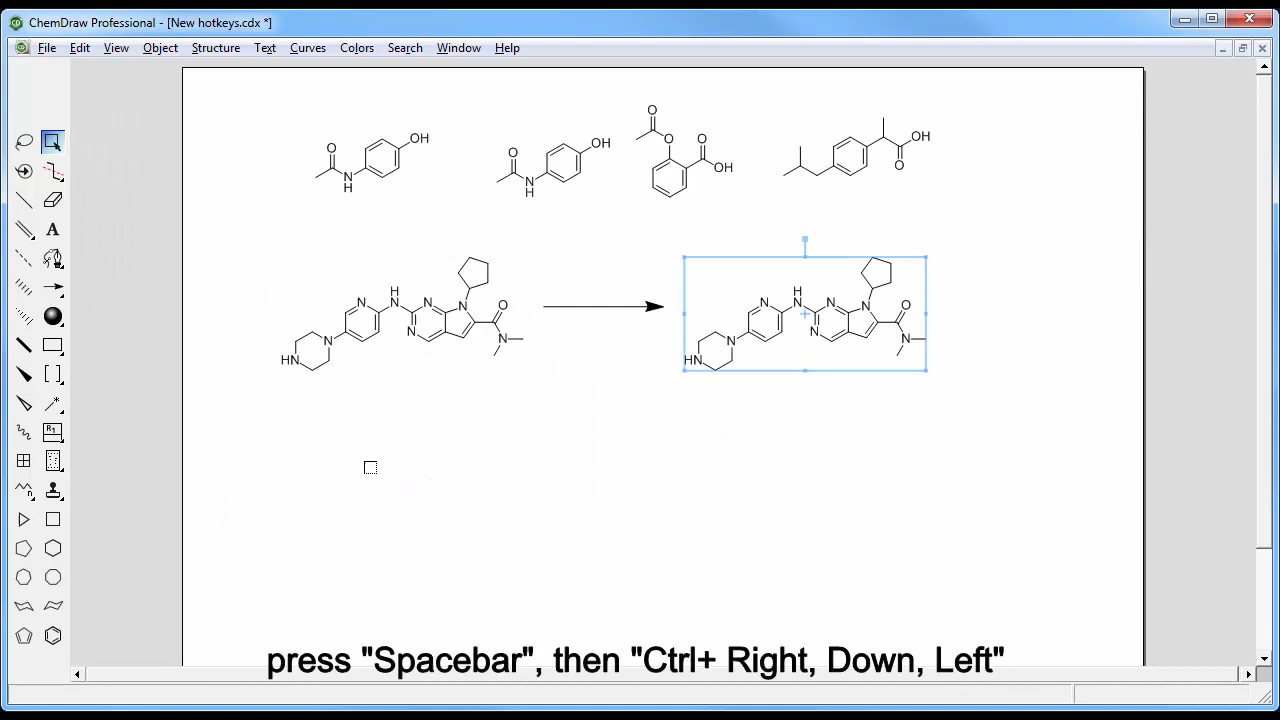 ChemDraw Professional - [New hotkeys.cdx *]
File Edit View Object Structure Text Curves Colors Search Window Help
A
R1
n
O
N
H
OH
O
N
H
OH
O
O
O
OH
OH
O
HN
N
N
H
N
N
N
N
O
N
HN
N
N
H
N
N
N
N
O
N
press "Spacebar", then "Ctrl+ Right, Down, Left"